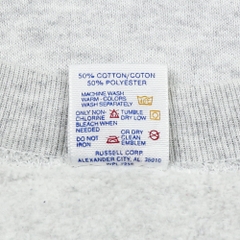 50% COTTON/COTON
50% POLYESTER
MACHINE WASH
WARM - COLORS
WASH SEPARATELY
ONLY NON-
CHLORINE
BLEACH WHEN
NEEDED
TUMBLE
DRY LOW
DO NOT
IRON
OR DRY
CLEAN
EMBLEM
RUSSELL CORP.
ALEXANDER CITY, AL 35010